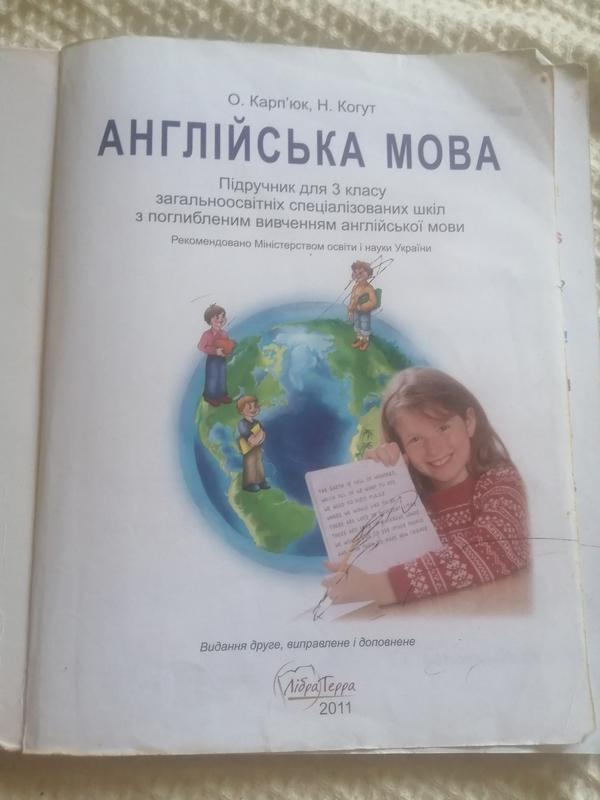 О. Карп'юк, Н. Когут
АНГЛІЙСЬКА МОВА
Підручник для 3 класу
загальноосвітніх спеціалізованих шкіл
з поглибленим вивченням англійської мови
Рекомендовано Міністерством освіти і науки України
Видання друге, виправлене і доповнене
Лібра Терра
2011